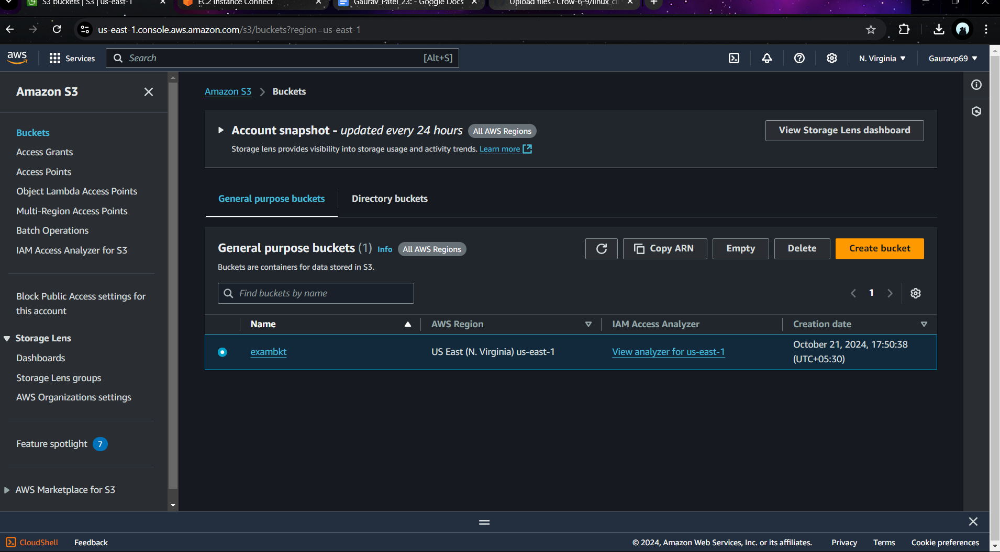 S3 buckets | S3 | us-east-1
EC2 Instance Connect
Gaurav_Patel_23: - Google Docs
Upload files · Crow-6-9/linux_cl
us-east-1.console.aws.amazon.com/s3/buckets?region=us-east-1
aws
Services
Search
[Alt+S]
N. Virginia
Gauravp69
Amazon S3
Buckets
Access Grants
Access Points
Object Lambda Access Points
Multi-Region Access Points
Batch Operations
IAM Access Analyzer for S3
Block Public Access settings for
this account
Storage Lens
Dashboards
Storage Lens groups
AWS Organizations settings
Feature spotlight 7
AWS Marketplace for S3
Amazon S3 > Buckets
Account snapshot - updated every 24 hours All AWS Regions
Storage lens provides visibility into storage usage and activity trends. Learn more
View Storage Lens dashboard
General purpose buckets
Directory buckets
General purpose buckets (1) Info All AWS Regions
Buckets are containers for data stored in S3.
Copy ARN
Empty
Delete
Create bucket
Find buckets by name
1
Name
AWS Region
IAM Access Analyzer
Creation date
exambkt
US East (N. Virginia) us-east-1
View analyzer for us-east-1
October 21, 2024, 17:50:38
(UTC+05:30)
CloudShell
Feedback
© 2024, Amazon Web Services, Inc. or its affiliates.
Privacy
Terms
Cookie preferences